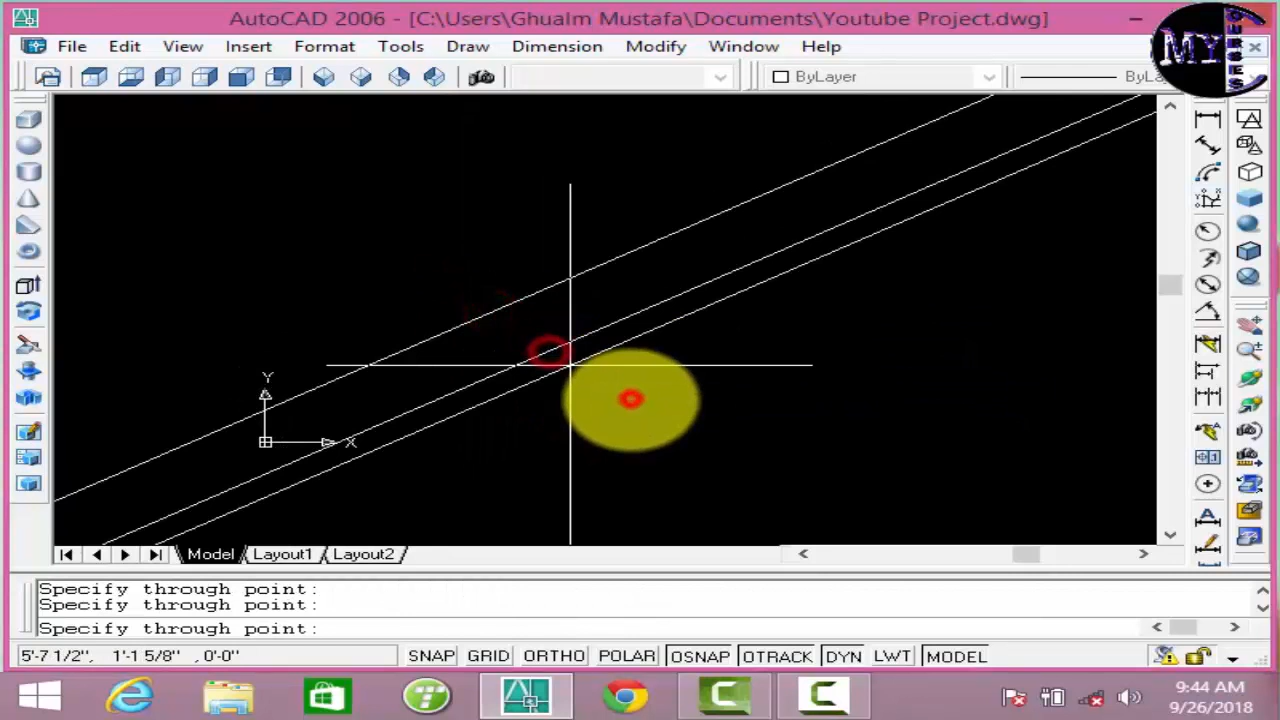 AutoCAD 2006 - [C:\Users\Ghualm Mustafa\Documents\Youtube Project.dwg]
File Edit View Insert Format Tools Draw Dimension Modify Window Help
MY
ByLayer
Y
X
Model Layout1 Layout2
Specify through point:
Specify through point:
Specify through point:
5'-7 1/2", 1'-1 5/8" ,0'-0"
SNAP GRID ORTHO POLAR OSNAP OTRACK DYN LWT MODEL
9:44 AM
9/26/2018